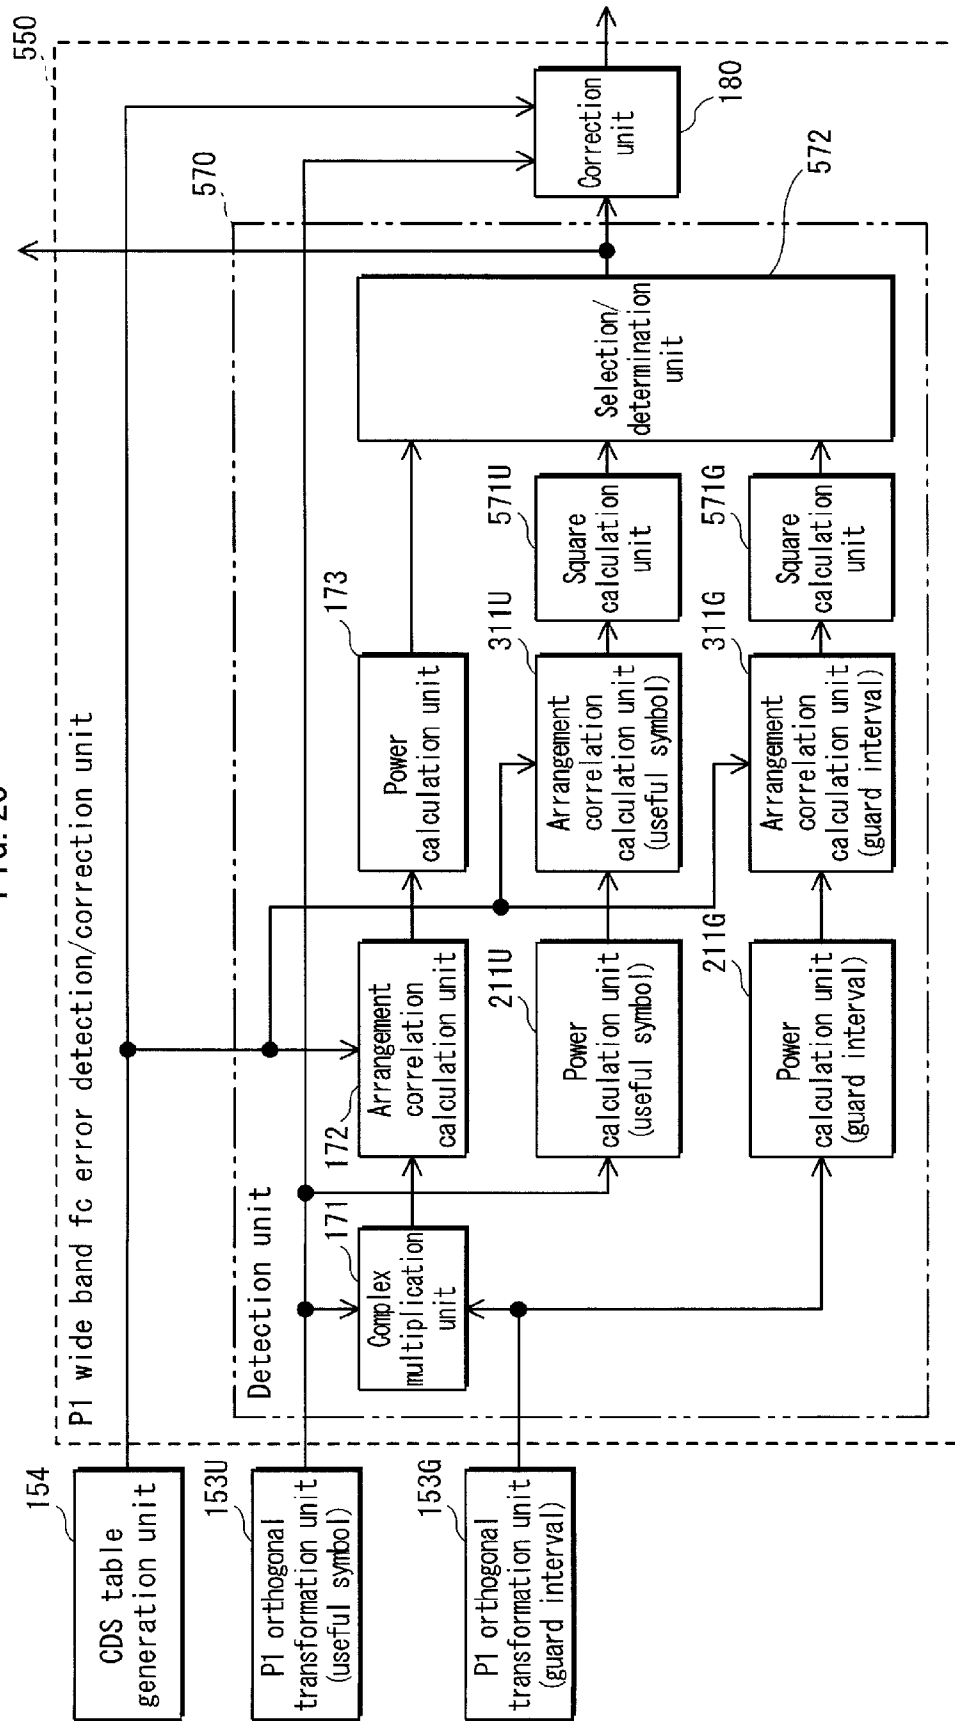 550
P1 wide band fc error detection/correction unit
154
CDS table
generation unit
570
Detection unit
153U
P1 orthogonal
transformation unit
(useful symbol)
171
Complex
multiplication
unit
172
Arrangement
correlation
calculation unit
173
Power
calculation unit
Correction
unit
180
211U
Power
calculation unit
(useful symbol)
311U
Arrangement
correlation
calculation unit
(useful symbol)
571U
Square
calculation
unit
Selection/
determination
unit
572
153G
P1 orthogonal
transformation unit
(guard interval)
211G
Power
calculation unit
(guard interval)
311G
Arrangement
correlation
calculation unit
(guard interval)
571G
Square
calculation
unit